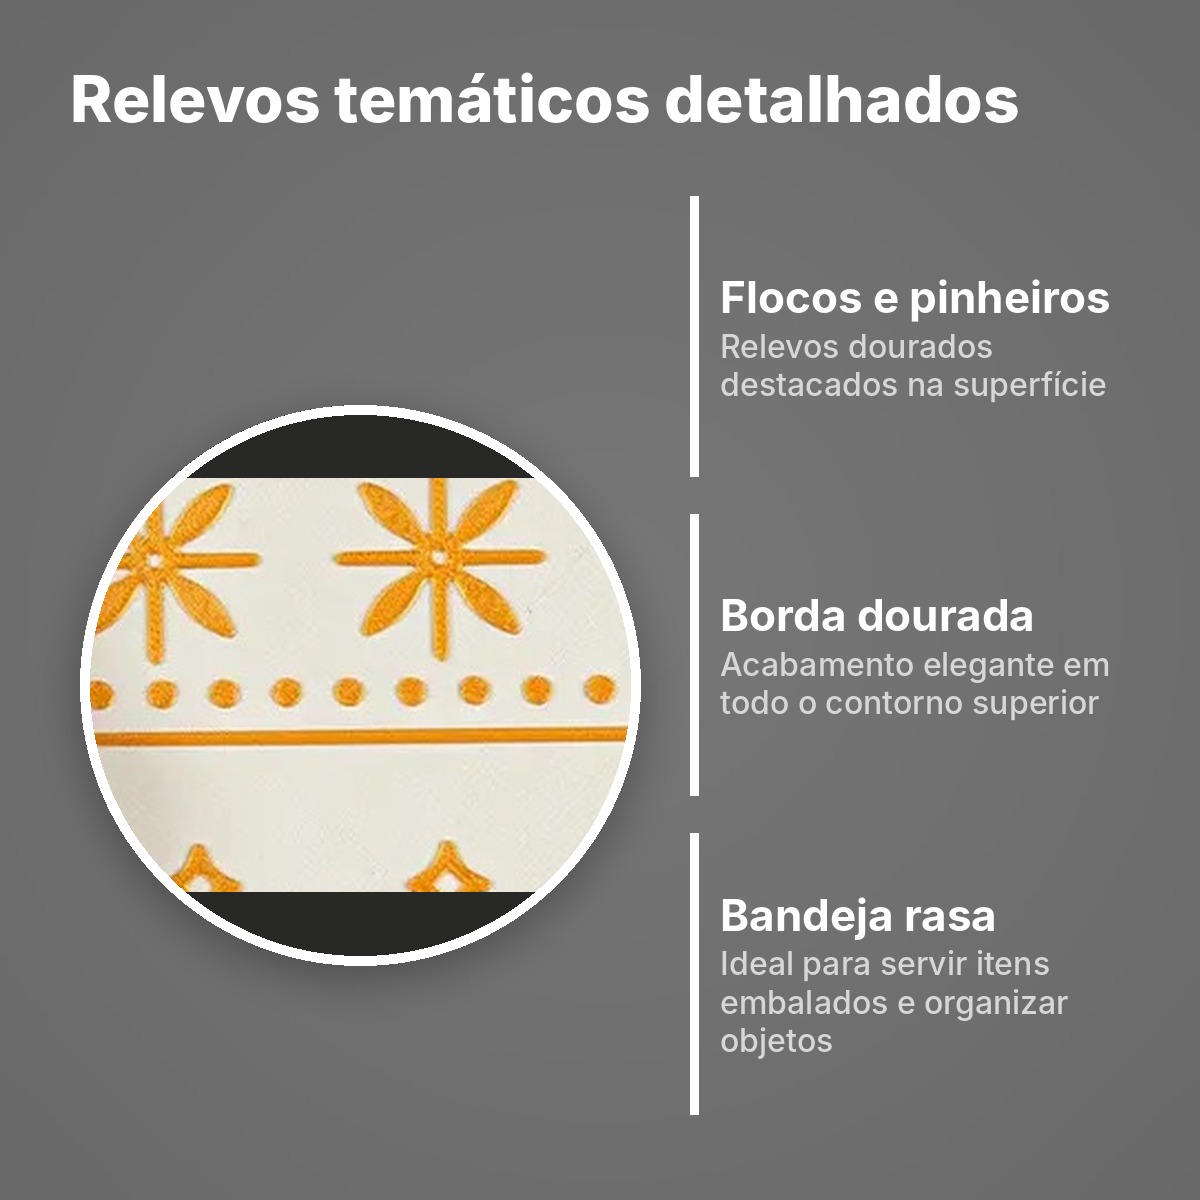 Relevos temáticos detalhados
Flocos e pinheiros
Relevos dourados
destacados na superfície
Borda dourada
Acabamento elegante em
todo o contorno superior
Bandeja rasa
Ideal para servir itens
embalados e organizar
objetos